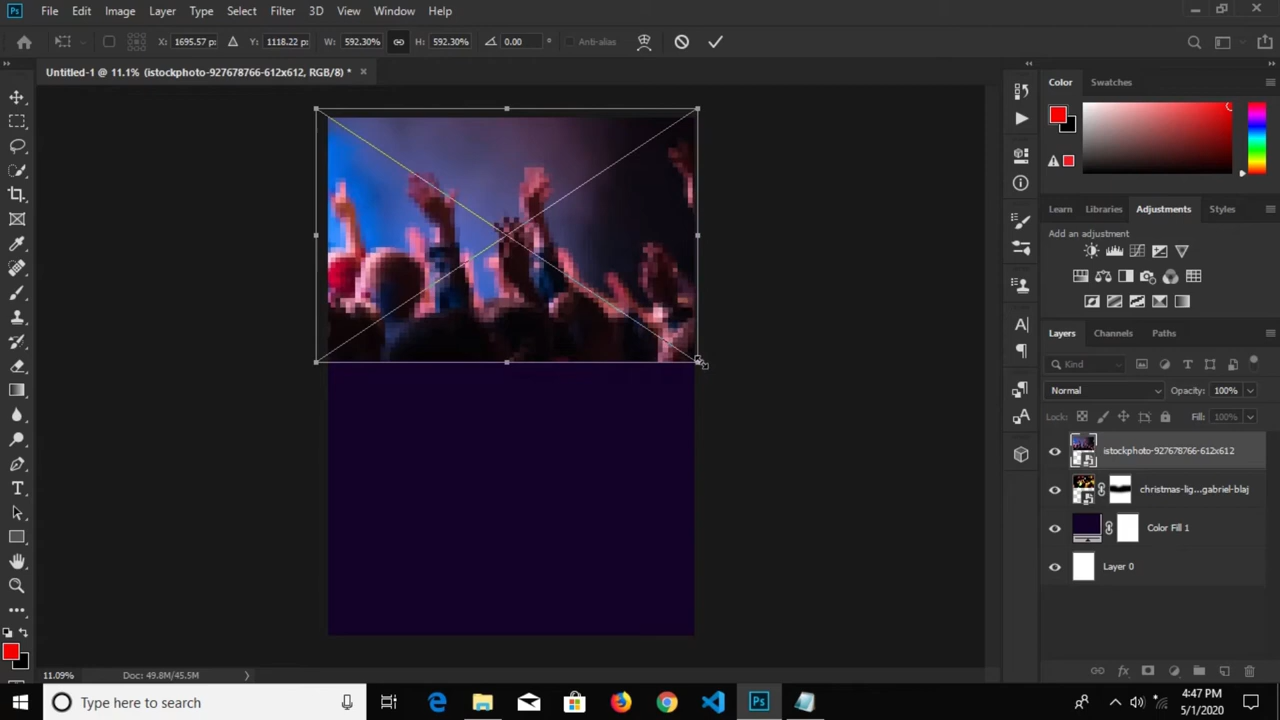 Ps File Edit Image Layer Type Select Filter 3D View Window Help
X: 1695.57 p: Y: 1118.22 p: W: 592.30% H: 592.30% 0.00 ° Anti-alias
Untitled-1 @ 11.1% (istockphoto-927678766-612x612, RGB/8) * ×
Color Swatches
Learn Libraries Adjustments Styles
Add an adjustment
Layers Channels Paths
Kind
Normal Opacity: 100%
Lock: Fill: 100%
istockphoto-927678766-612x612
christmas-lig...gabriel-blaj
Color Fill 1
Layer 0
11.09% Doc: 49.8M/45.5M
Type here to search
Ps
4:47 PM
5/1/2020